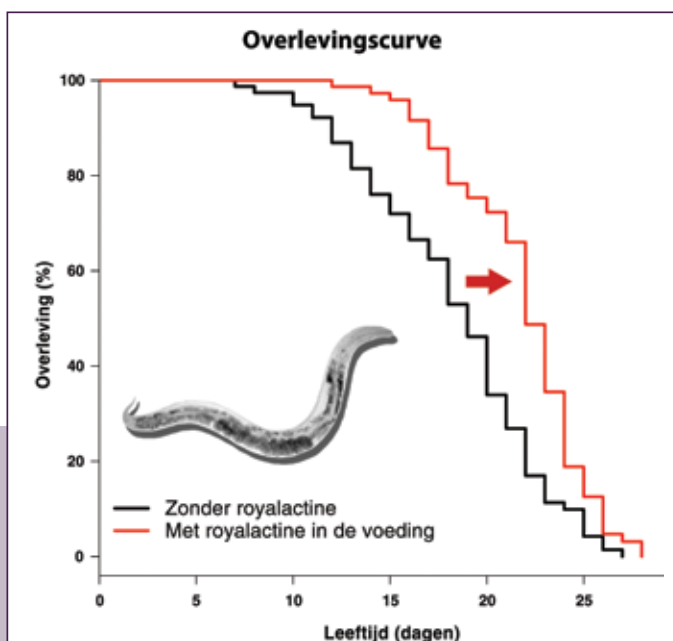 Overlevingscurve
100
80
60
40
20
0
Overleving (%)
Zonder royalactine
Met royalactine in de voeding
0 5 10 15 20 25
Leeftijd (dagen)